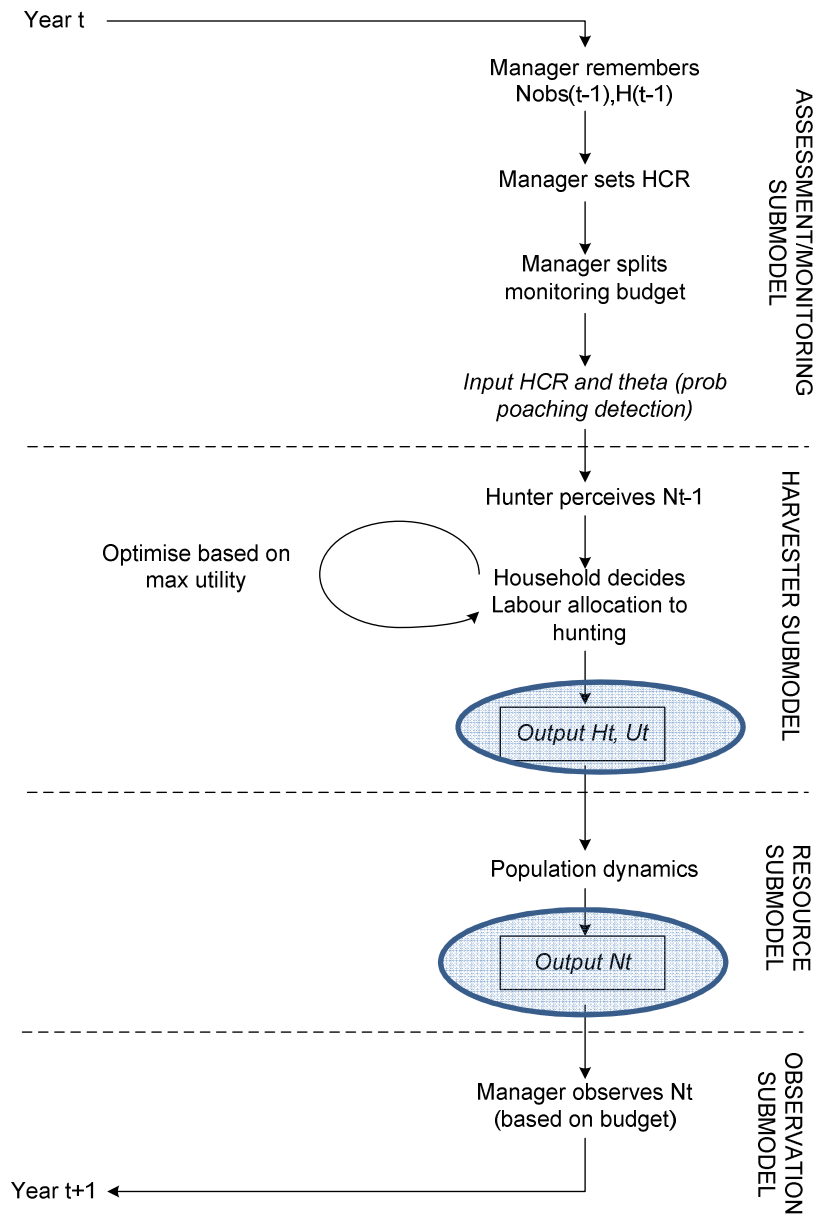 Year t
Manager remembers
Nobs(t-1),H(t-1)
Manager sets HCR
Manager splits
monitoring budget
Input HCR and theta (prob
poaching detection)
ASSESSMENT/MONITORING
SUBMODEL
Hunter perceives Nt-1
Optimise based on
max utility
Household decides
Labour allocation to
hunting
Output Ht, Ut
HARVESTER SUBMODEL
Population dynamics
Output Nt
RESOURCE
SUBMODEL
Manager observes Nt
(based on budget)
OBSERVATION
SUBMODEL
Year t+1